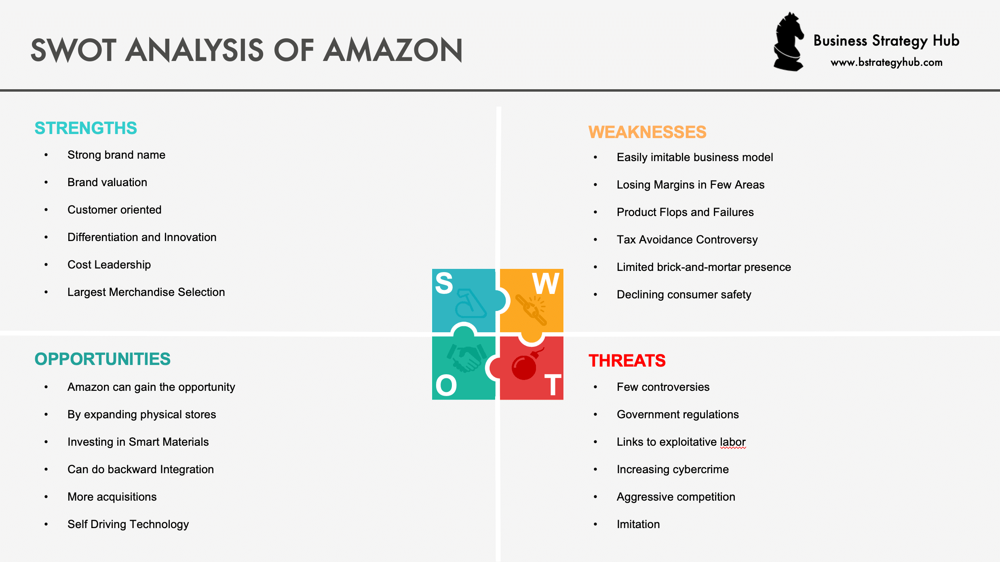 SWOT ANALYSIS OF AMAZON
Business Strategy Hub
www.bstrategyhub.com
STRENGTHS
• Strong brand name
• Brand valuation
• Customer oriented
• Differentiation and Innovation
• Cost Leadership
• Largest Merchandise Selection
WEAKNESSES
• Easily imitable business model
• Losing Margins in Few Areas
• Product Flops and Failures
• Tax Avoidance Controversy
• Limited brick-and-mortar presence
• Declining consumer safety
S
W
O
T
OPPORTUNITIES
• Amazon can gain the opportunity
• By expanding physical stores
• Investing in Smart Materials
• Can do backward Integration
• More acquisitions
• Self Driving Technology
THREATS
• Few controversies
• Government regulations
• Links to exploitative labor
• Increasing cybercrime
• Aggressive competition
• Imitation